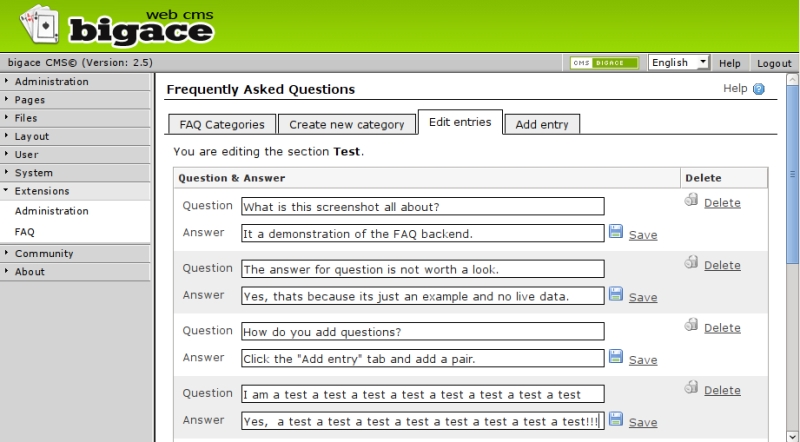 web cms
bigace
bigace CMS© (Version: 2.5)
CMS BIGACE
English
Help
Logout
Administration
Pages
Files
Layout
User
System
Extensions
Administration
FAQ
Community
About
Frequently Asked Questions
Help
FAQ Categories
Create new category
Edit entries
Add entry
You are editing the section Test.
Question & Answer
Delete
Question
What is this screenshot all about?
Delete
Answer
It a demonstration of the FAQ backend.
Save
Question
The answer for question is not worth a look.
Delete
Answer
Yes, thats because its just an example and no live data.
Save
Question
How do you add questions?
Delete
Answer
Click the "Add entry" tab and add a pair.
Save
Question
I am a test a test a test a test a test a test a test a test
Delete
Answer
Yes,  a test a test a test a test a test a test a test a test!!!
Save